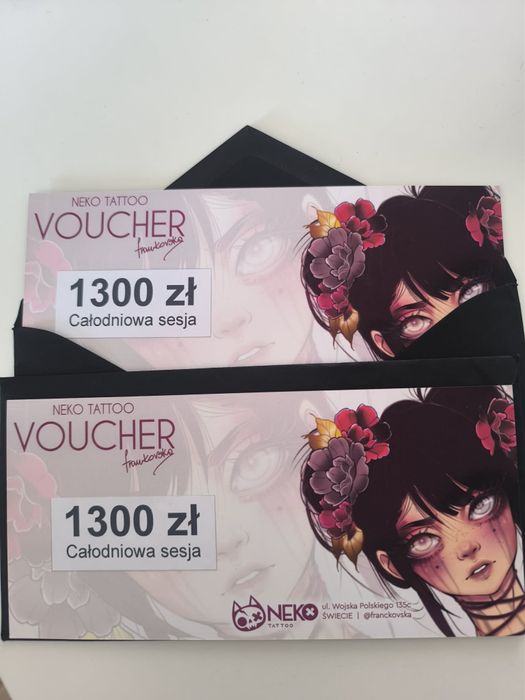 NEKO TATTOO
VOUCHER
franckovska
1300 zł
Całodniowa sesja
NEKO TATTOO
VOUCHER
franckovska
1300 zł
Całodniowa sesja
NEKO
TATTOO
ul. Wojska Polskiego 135c
ŚWIECIE | @franckovska